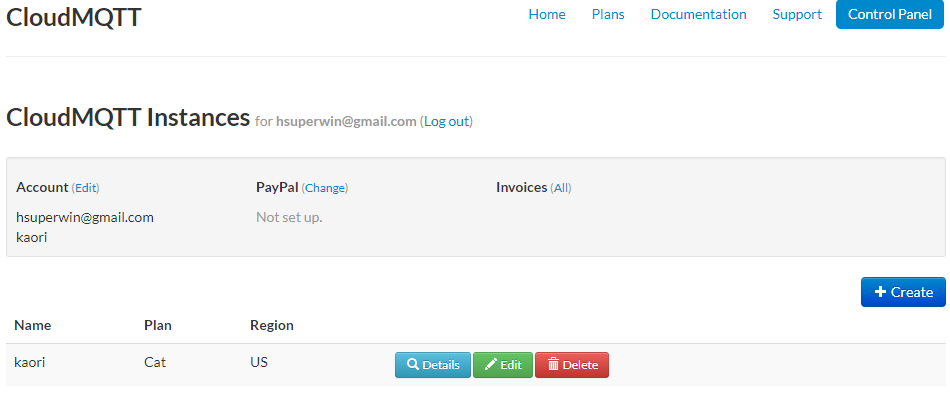 CloudMQTT
Home Plans Documentation Support Control Panel
CloudMQTT Instances for hsuperwin@gmail.com (Log out)
Account (Edit) PayPal (Change) Invoices (All)
hsuperwin@gmail.com Not set up.
kaori
Create
Name Plan Region
kaori Cat US Details Edit Delete